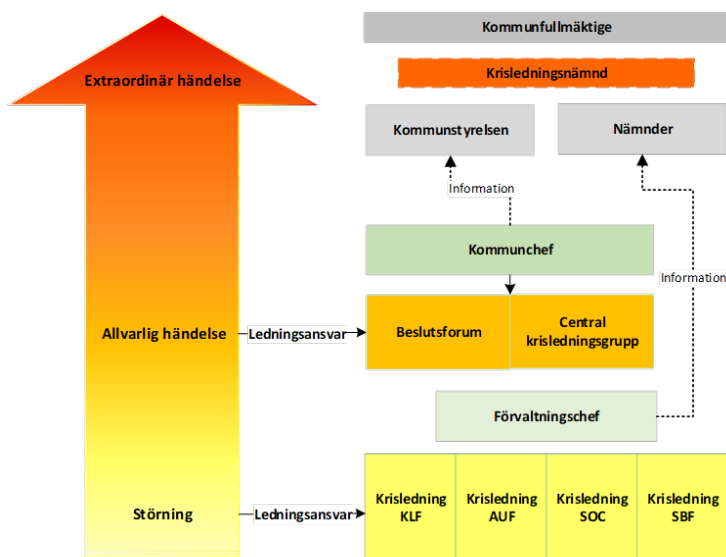 Kommunfullmäktige
Extraordinär händelse
Krisledningsnämnd
Kommunstyrelsen
Nämnder
Information
Kommunchef
Information
Allvarlig händelse
Ledningsansvar
Beslutsforum
Central
krisledningsgrupp
Förvaltningschef
Störning
Ledningsansvar
Krisledning
KLF
Krisledning
AUF
Krisledning
SOC
Krisledning
SBF